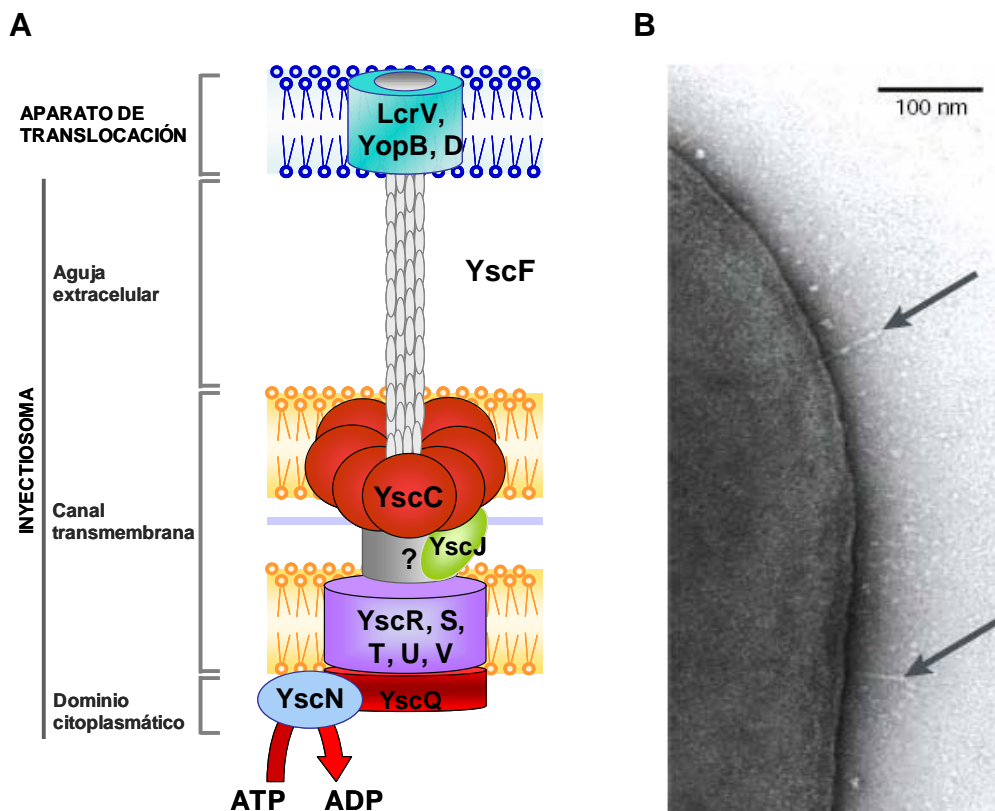 A
B
APARATO DE
TRANSLOCACIÓN
LcrV,
YopB, D
100 nm
INYECTIOSOMA
Aguja
extracelular
YscF
Canal
transmembrana
YscC
?
YscJ
YscR, S,
T, U, V
Dominio
citoplasmático
YscN
YscQ
ATP
ADP